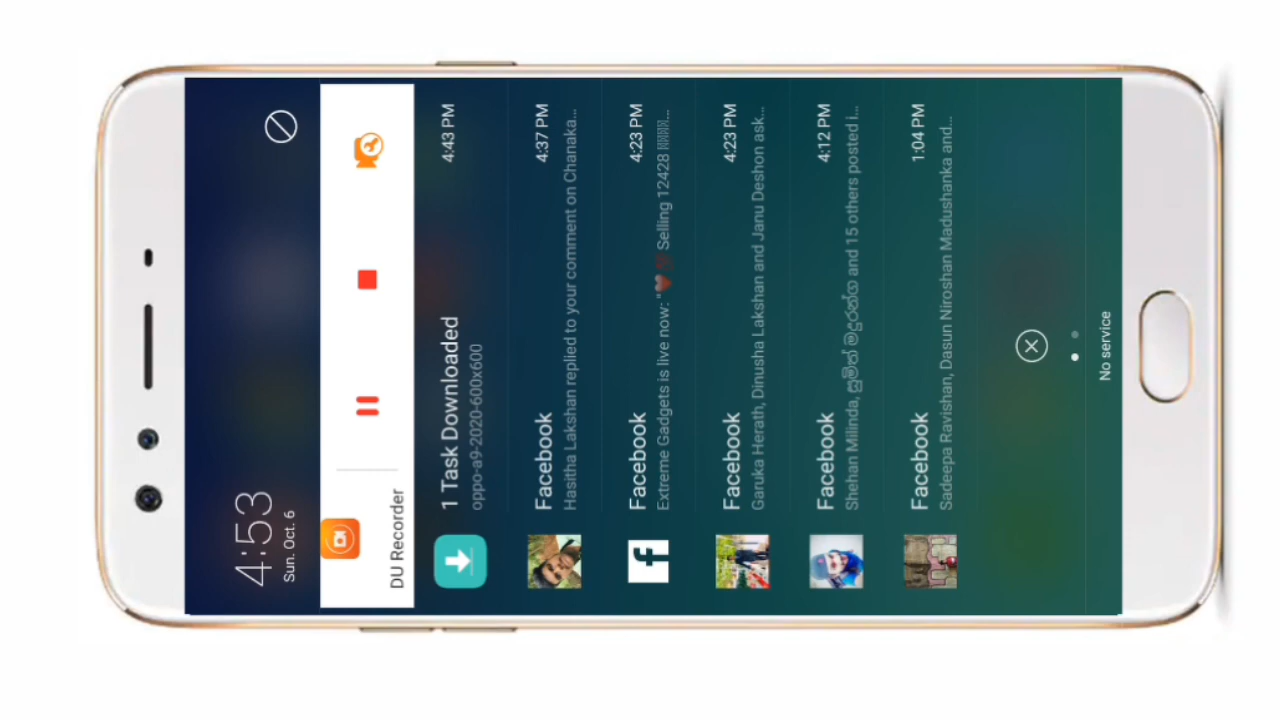 4:53
Sun. Oct. 6
DU Recorder
1 Task Downloaded
4:43 PM
oppo-a9-2020-600x600
Facebook
4:37 PM
Hasitha Lakshan replied to your comment on Chanaka...
Facebook
4:23 PM
Extreme Gadgets is live now: "❤️💯 Selling 12428 ...
Facebook
4:23 PM
Garuka Herath, Dinusha Lakshan and Janu Deshon ask...
Facebook
4:12 PM
Shehan Milinda, and 15 others posted i...
Facebook
1:04 PM
Sadeepa Ravishan, Dasun Niroshan Madushanka and...
No service